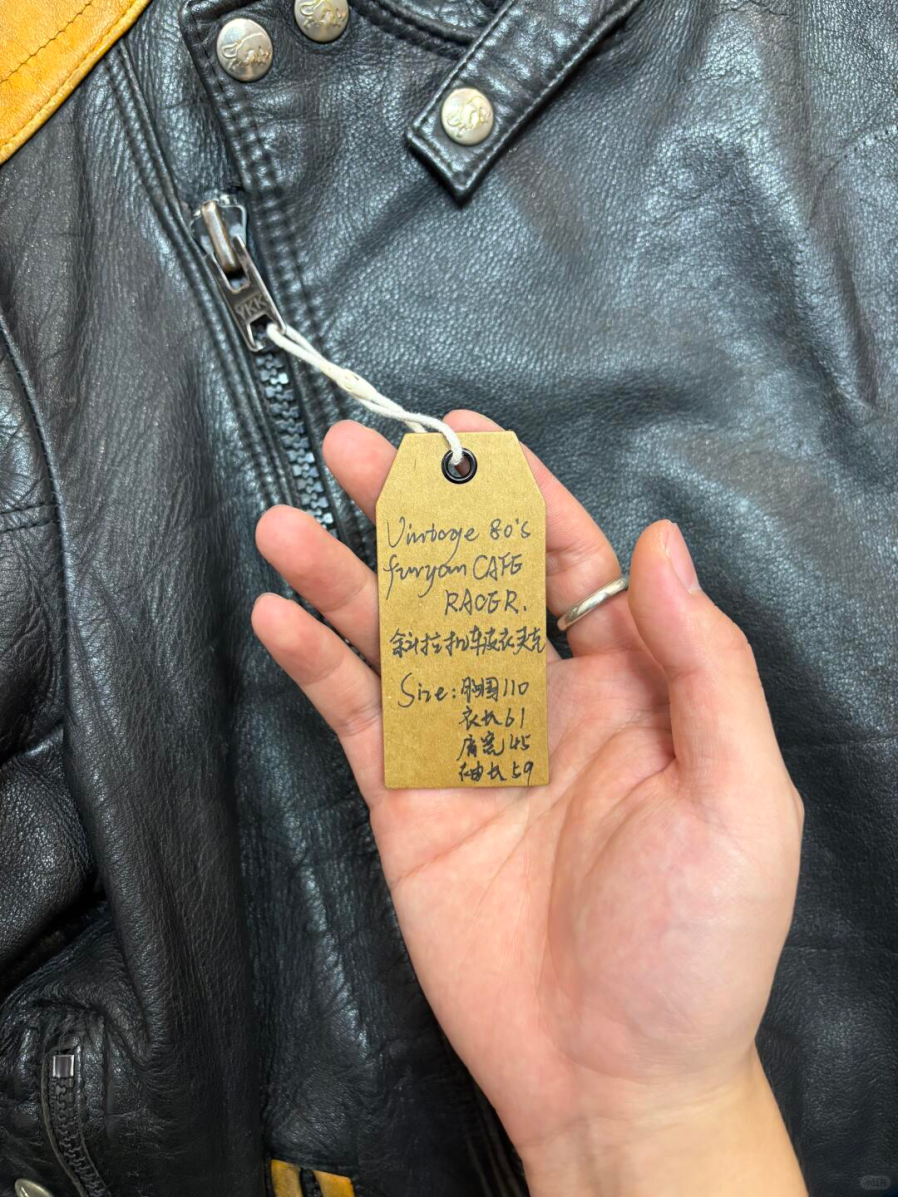 YKK
Vintage 80's
furyan CAFE
RACER.
斜拉机车皮衣夹克
Size:胸围110
衣长61
肩宽45
袖长59